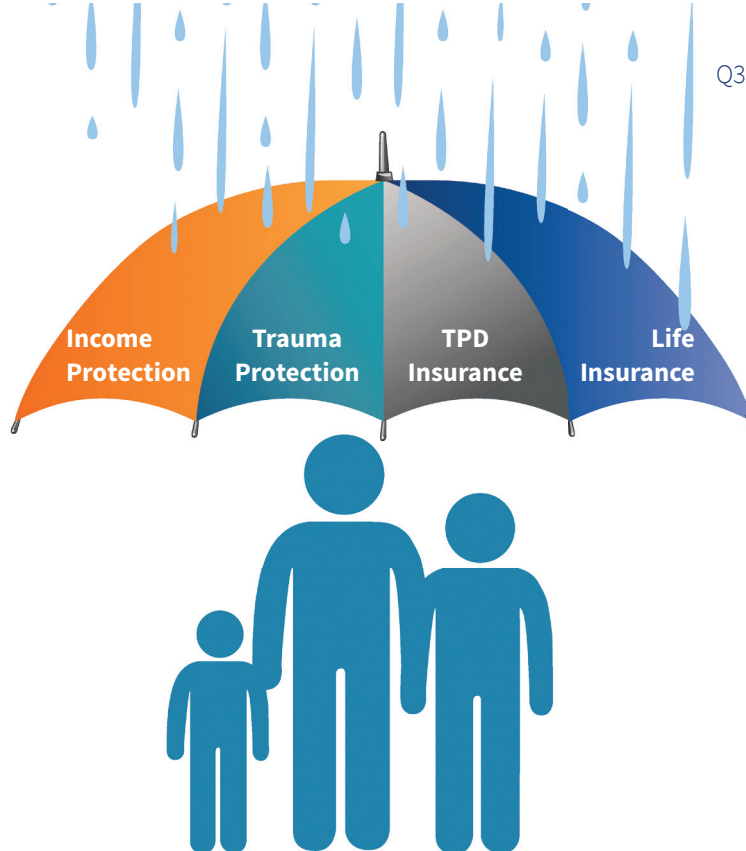 Q3
Income
Protection
Trauma
Protection
TPD
Insurance
Life
Insurance